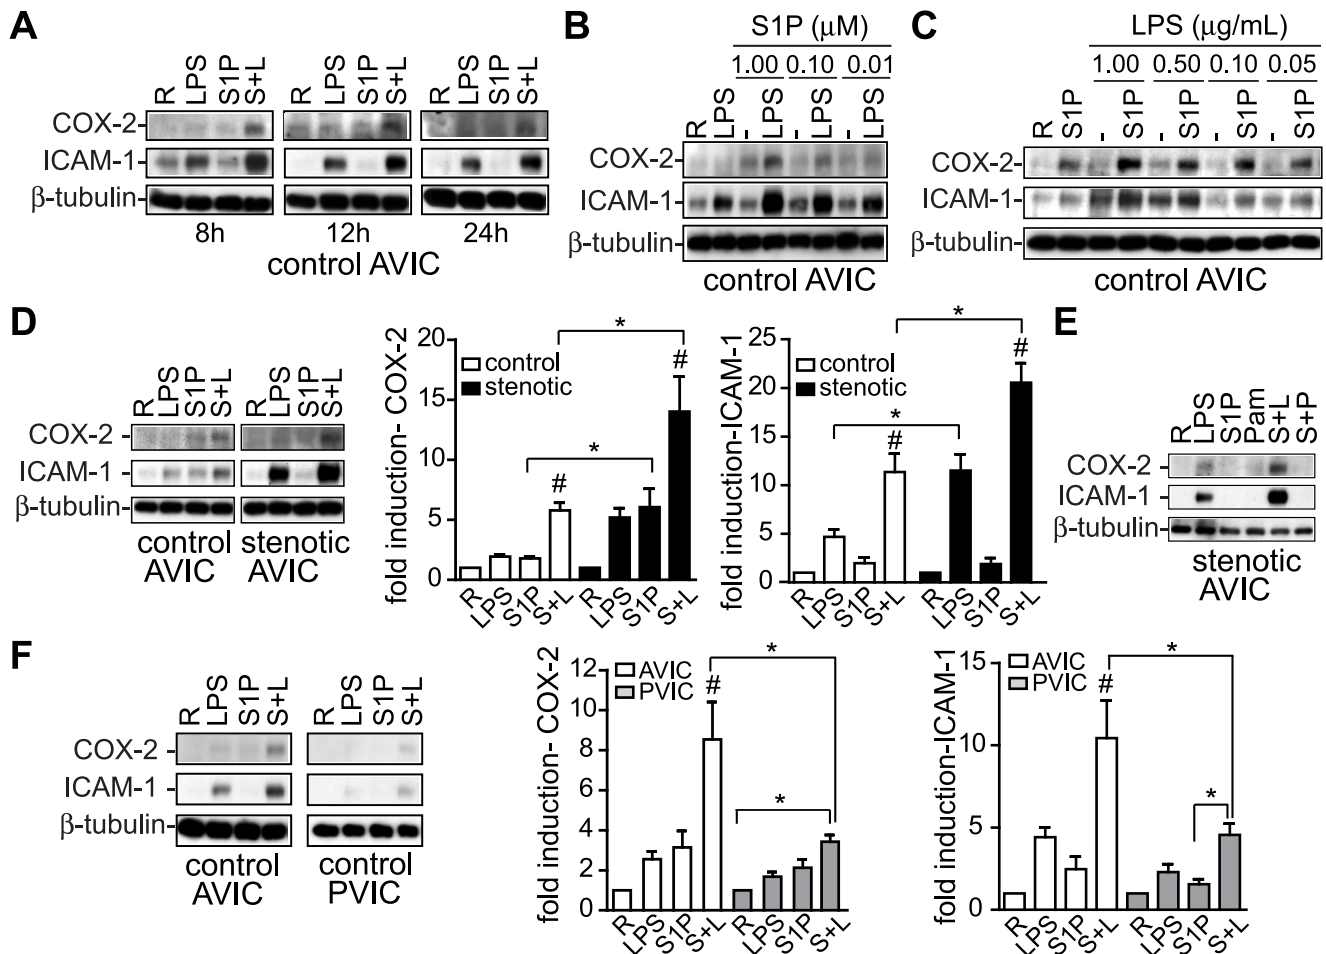 A
R LPS S1P S+L R LPS S1P S+L R LPS S1P S+L
COX-2
ICAM-1
β-tubulin
8h 12h 24h
control AVIC
B
S1P (μM)
1.00 0.10 0.01
R LPS - LPS - LPS - LPS
COX-2
ICAM-1
β-tubulin
control AVIC
C
LPS (μg/mL)
1.00 0.50 0.10 0.05
R S1P - S1P - S1P - S1P - S1P
COX-2
ICAM-1
β-tubulin
control AVIC
D
R LPS S1P S+L R LPS S1P S+L
COX-2
ICAM-1
β-tubulin
control AVIC
stenotic AVIC
fold induction- COX-2
20
15
10
5
0
control
stenotic
* * # #
R LPS S1P S+L R LPS S1P S+L
fold induction-ICAM-1
25
20
15
10
5
0
control
stenotic
* * # #
R LPS S1P S+L R LPS S1P S+L
E
R LPS S1P Pam S+L S+P
COX-2
ICAM-1
β-tubulin
stenotic
AVIC
F
R LPS S1P S+L R LPS S1P S+L
COX-2
ICAM-1
β-tubulin
control AVIC
control PVIC
fold induction- COX-2
12
10
8
6
4
2
0
AVIC
PVIC
* # *
R LPS S1P S+L R LPS S1P S+L
fold induction-ICAM-1
15
10
5
0
AVIC
PVIC
* # *
R LPS S1P S+L R LPS S1P S+L